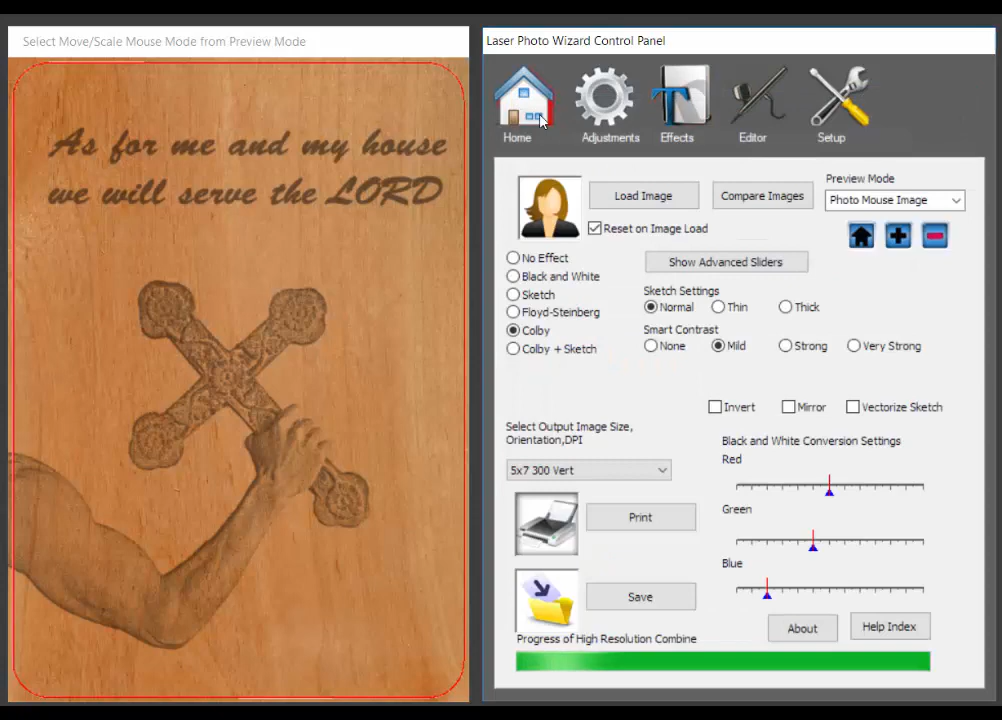 Select Move/Scale Mouse Mode from Preview Mode
As for me and my house
we will serve the LORD
Laser Photo Wizard Control Panel
Home
Adjustments
Effects
Editor
Setup
Load Image
Compare Images
Preview Mode
Photo Mouse Image
Reset on Image Load
No Effect
Black and White
Sketch
Floyd-Steinberg
Colby
Colby + Sketch
Show Advanced Sliders
Sketch Settings
Normal
Thin
Thick
Smart Contrast
None
Mild
Strong
Very Strong
Invert
Mirror
Vectorize Sketch
Select Output Image Size,
Orientation,DPI
5x7 300 Vert
Black and White Conversion Settings
Red
Green
Blue
Print
Save
About
Help Index
Progress of High Resolution Combine